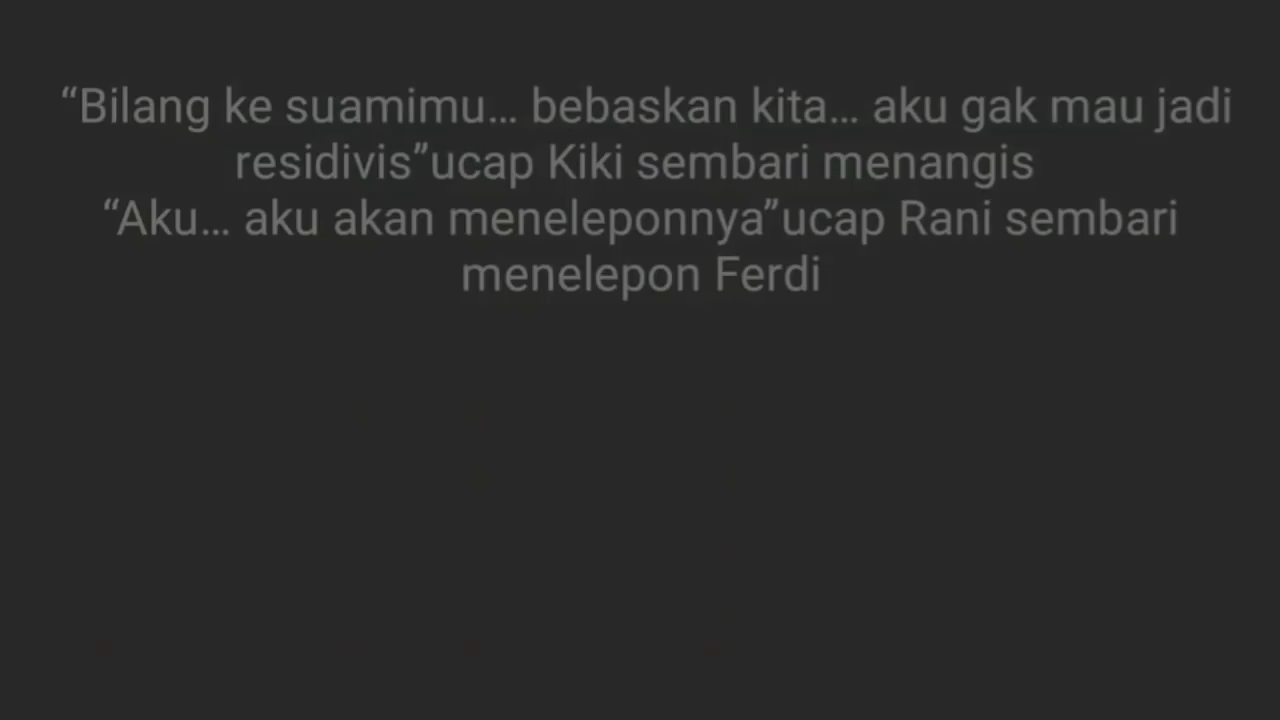 “Bilang ke suamimu... bebaskan kita... aku gak mau jadi
residivis”ucap Kiki sembari menangis
“Aku... aku akan meneleponnya”ucap Rani sembari
menelepon Ferdi